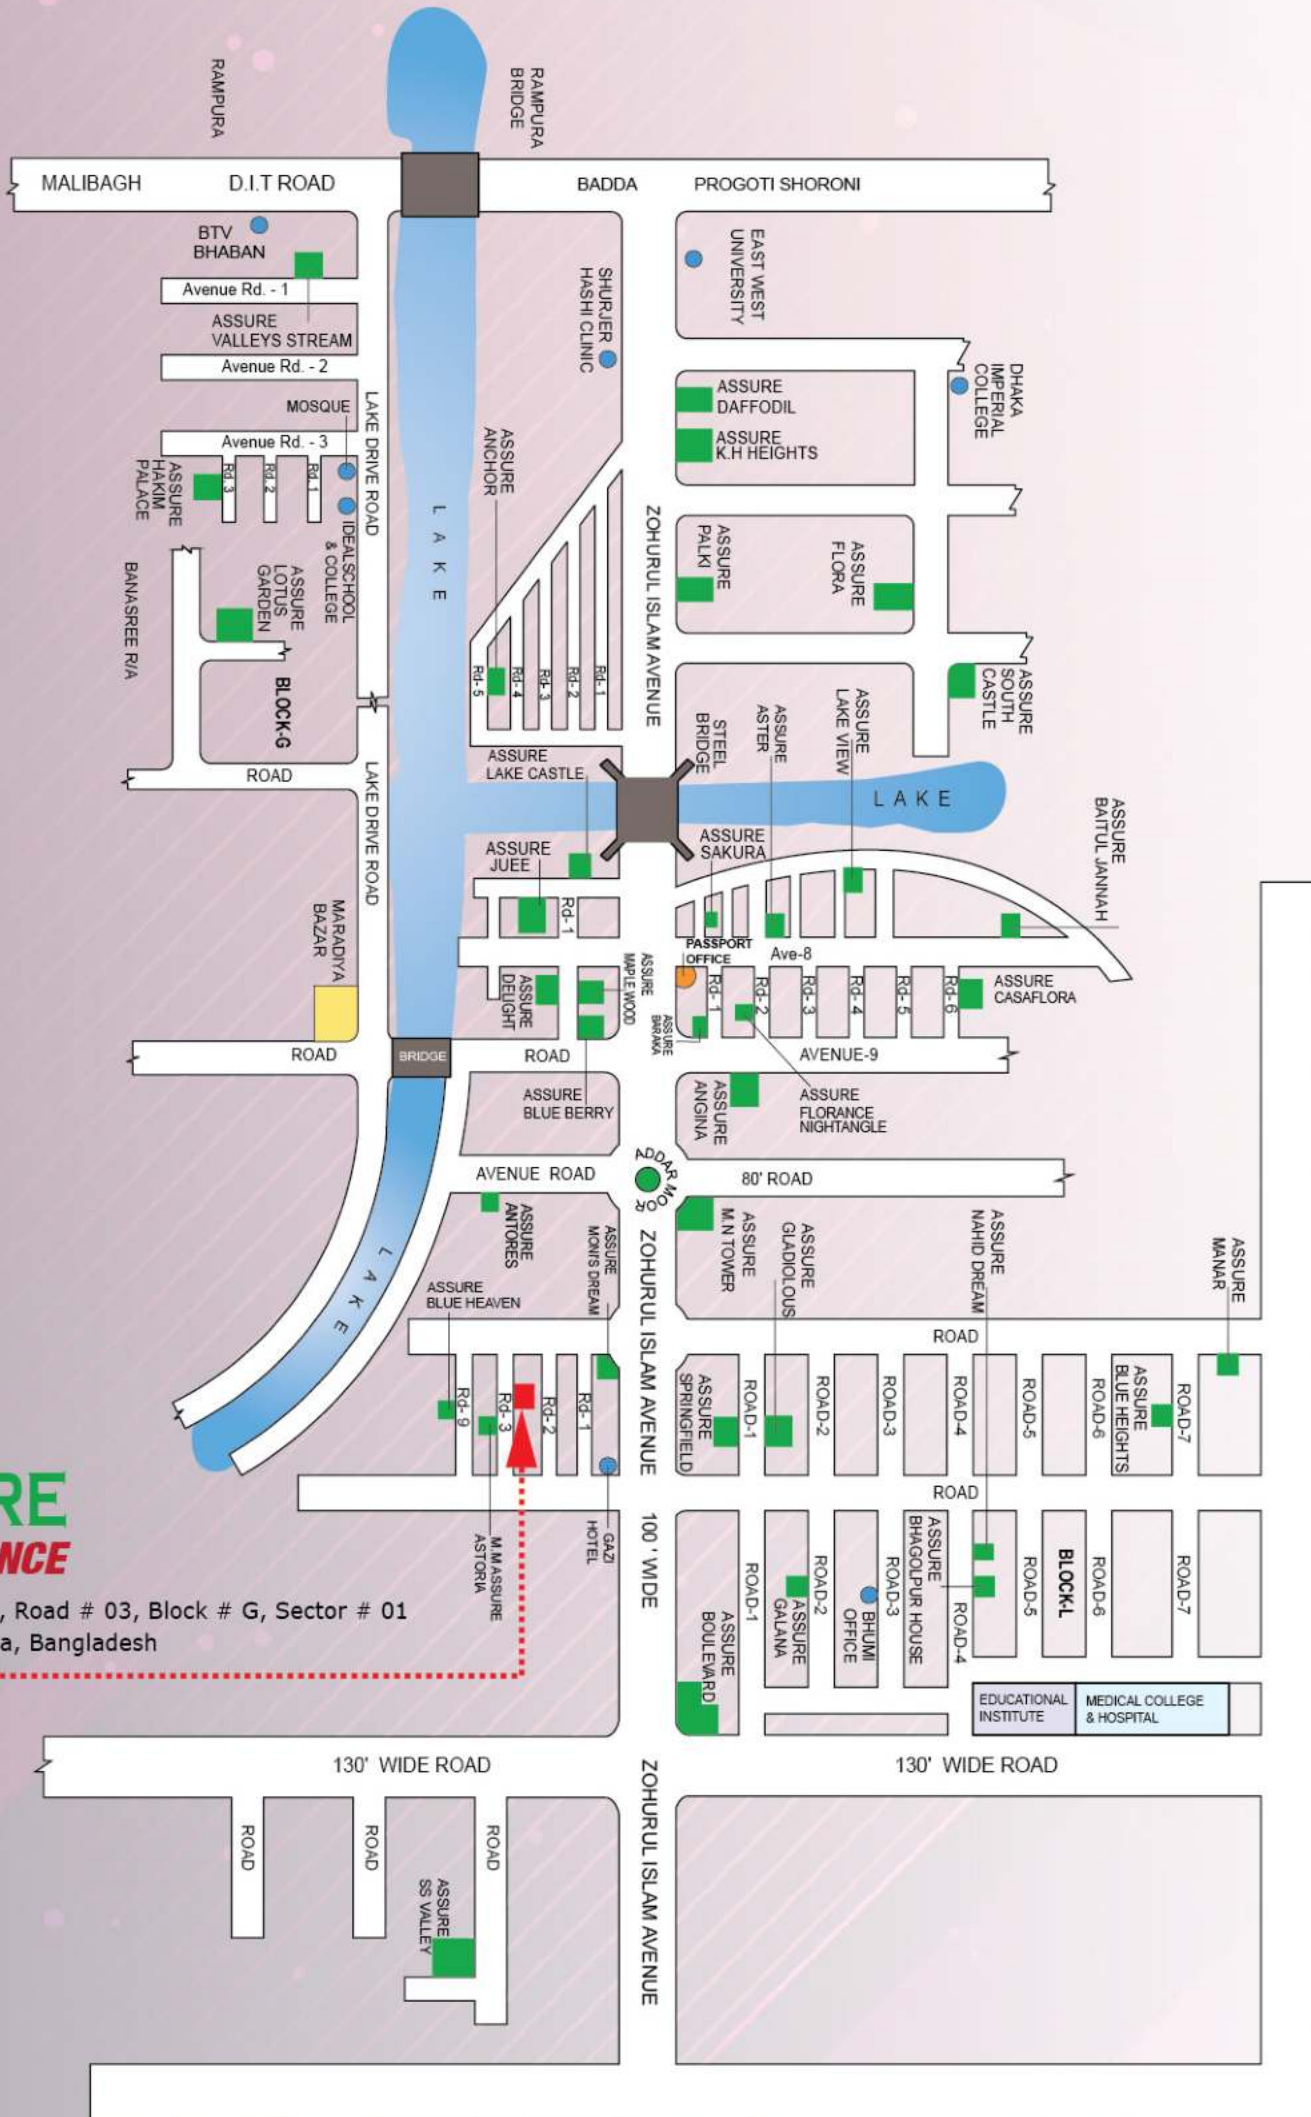 RAMPURA
RAMPURA
BRIDGE
MALIBAGH
D.I.T ROAD
BADDA
PROGOTI SHORONI
BTV
BHABAN
EAST WEST
UNIVERSITY
SHURJER
HASHI CLINIC
Avenue Rd. - 1
ASSURE
VALLEYS STREAM
Avenue Rd. - 2
MOSQUE
Avenue Rd. - 3
Rd.3
Rd.2
Rd.1
LAKE DRIVE ROAD
ASSURE
HAKIM
PALACE
IDEALSCHOOL
& COLLEGE
ASSURE
LOTUS
GARDEN
BANASREE R/A
BLOCK-G
ROAD
LAKE DRIVE ROAD
LAKE
ASSURE
ANCHOR
DHAKA
IMPERIAL
COLLEGE
ASSURE
DAFFODIL
ASSURE
K.H HEIGHTS
ZOHURUL ISLAM AVENUE
ASSURE
PALKI
ASSURE
FLORA
ASSURE
SOUTH
CASTLE
Rd- 5
Rd- 4
Rd- 3
Rd- 2
Rd- 1
ASSURE
LAKE CASTLE
STEEL
BRIDGE
ASSURE
ASTER
ASSURE
LAKE VIEW
LAKE
ASSURE
BAITUL JANNAH
ASSURE
JUEE
ASSURE
SAKURA
Rd- 1
MARADIYA
BAZAR
PASSPORT
OFFICE
Ave-8
ASSURE
DELIGHT
ASSURE
MAPLE WOOD
ASSURE
BARAKA
Rd- 1
Rd- 2
Rd- 3
Rd- 4
Rd- 5
Rd- 6
ASSURE
CASAFLORA
ROAD
BRIDGE
ROAD
AVENUE-9
ASSURE
BLUE BERRY
ASSURE
ANGINA
ASSURE
FLORANCE
NIGHTANGLE
AVENUE ROAD
ADDAR MOR
80' ROAD
ASSURE
ANTORES
ASSURE
MONI'S DREAM
ZOHURUL ISLAM AVENUE
ASSURE
M.N TOWER
ASSURE
GLADIOLOUS
ASSURE
NAHID DREAM
ASSURE
MANAR
LAKE
ASSURE
BLUE HEAVEN
ROAD
Rd- 9
Rd- 3
Rd- 2
Rd- 1
ASSURE
SPRINGFIELD
ROAD-1
ROAD-2
ROAD-3
ROAD-4
ROAD-5
ROAD-6
ASSURE
BLUE HEIGHTS
ROAD-7
ROAD
RE
NCE
M.M ASSURE
ASTORIA
GAZI
HOTEL
100 ' WIDE
ROAD-1
ROAD-2
ROAD-3
ASSURE
BHAGOLPUR HOUSE
ROAD-4
ROAD-5
BLOCK-L
ROAD-6
ROAD-7
, Road # 03, Block # G, Sector # 01
a, Bangladesh
ASSURE
BOULEVARD
ASSURE
GALANA
BHUMI
OFFICE
EDUCATIONAL
INSTITUTE
MEDICAL COLLEGE
& HOSPITAL
130' WIDE ROAD
130' WIDE ROAD
ZOHURUL ISLAM AVENUE
ROAD
ROAD
ROAD
ASSURE
SS VALLEY